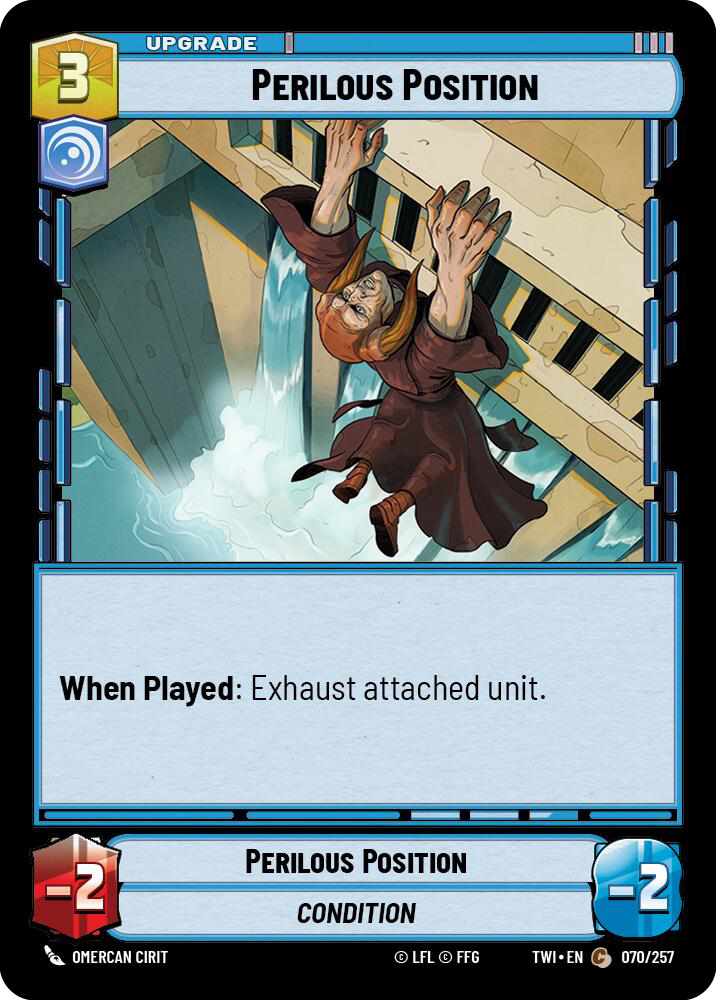 UPGRADE
3
PERILOUS POSITION
When Played: Exhaust attached unit.
PERILOUS POSITION
-2
-2
CONDITION
OMERCAN CIRIT
© LFL © FFG
TWI • EN
C
070/257